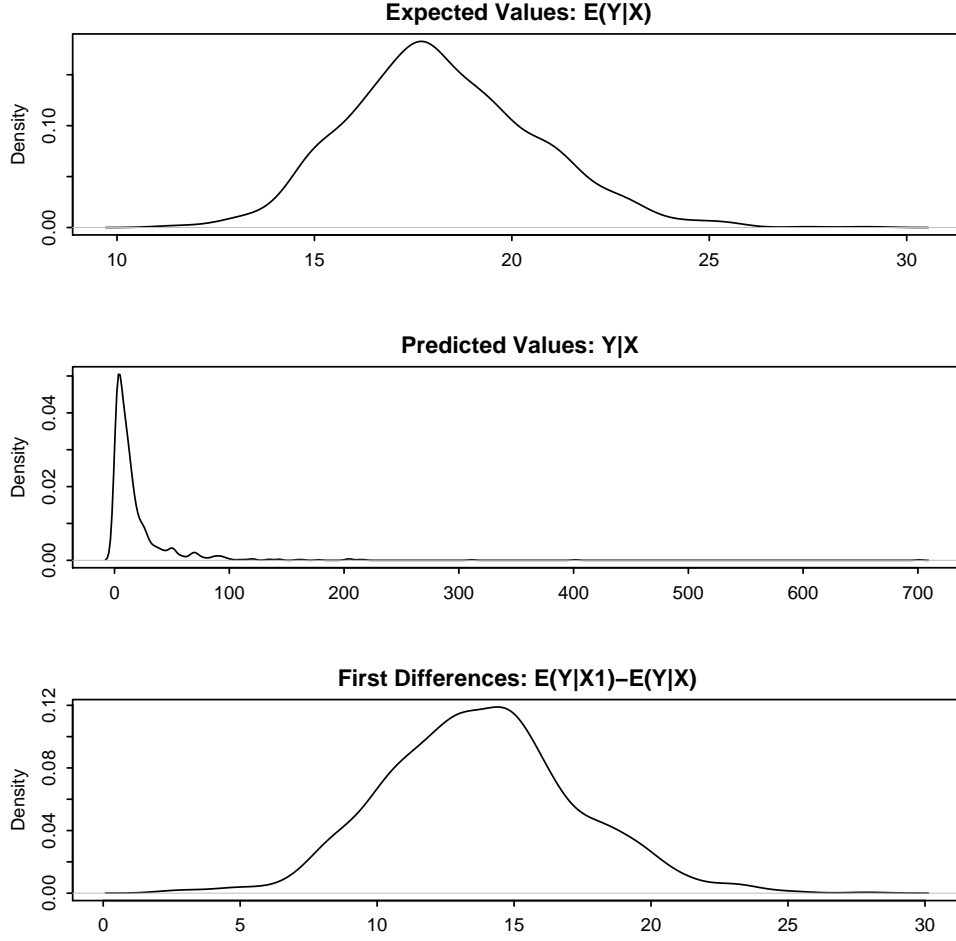 Expected Values: E(Y|X)
Density
0.00
0.10
10 15 20 25 30
Predicted Values: Y|X
Density
0.00
0.02
0.04
0 100 200 300 400 500 600 700
First Differences: E(Y|X1)−E(Y|X)
Density
0.00
0.04
0.08
0.12
0 5 10 15 20 25 30